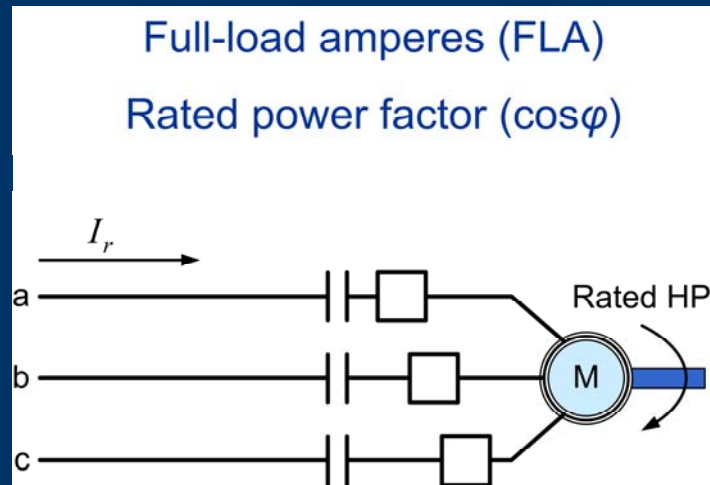 Full-load amperes (FLA)
Rated power factor (cosφ)
I_r
a
Rated HP
b
M
c